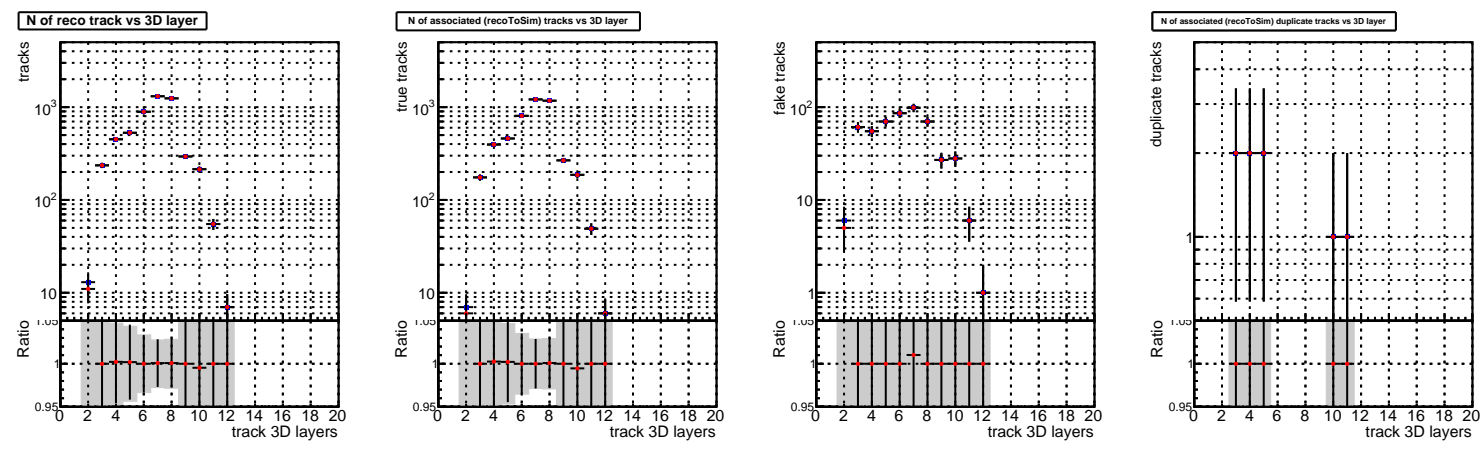 N of reco track vs 3D layer
tracks
10³
10²
10
Ratio
1.05
1
0.95
0 2 4 6 8 10 12 14 16 18 20
track 3D layers
N of associated (recoToSim) tracks vs 3D layer
true tracks
10³
10²
10
Ratio
1.05
1
0.95
0 2 4 6 8 10 12 14 16 18 20
track 3D layers
fake tracks
10²
10
1
Ratio
1.05
1
0.95
0 2 4 6 8 10 12 14 16 18 20
track 3D layers
N of associated (recoToSim) duplicate tracks vs 3D layer
duplicate tracks
1
Ratio
1.05
1
0.95
0 2 4 6 8 10 12 14 16 18 20
track 3D layers